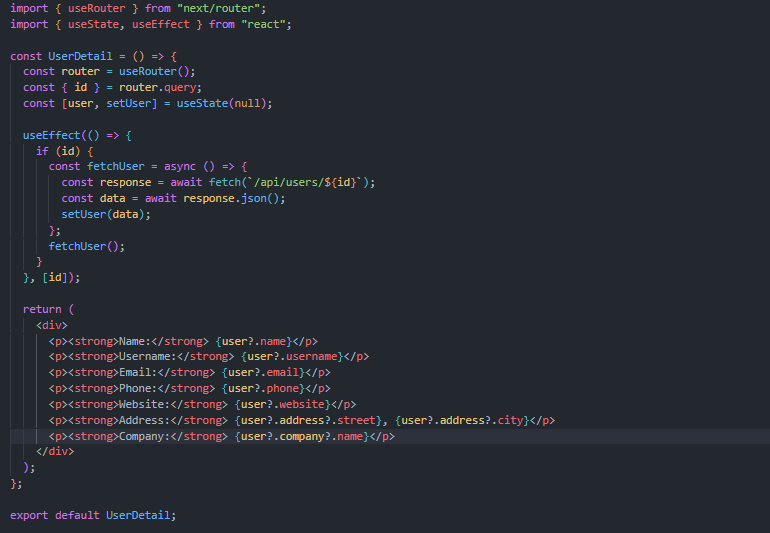 import { useRouter } from "next/router";
import { useState, useEffect } from "react";

const UserDetail = () => {
  const router = useRouter();
  const { id } = router.query;
  const [user, setUser] = useState(null);

  useEffect(() => {
    if (id) {
      const fetchUser = async () => {
        const response = await fetch(`/api/users/${id}`);
        const data = await response.json();
        setUser(data);
      };
      fetchUser();
    }
  }, [id]);

  return (
    <div>
      <p><strong>Name:</strong> {user?.name}</p>
      <p><strong>Username:</strong> {user?.username}</p>
      <p><strong>Email:</strong> {user?.email}</p>
      <p><strong>Phone:</strong> {user?.phone}</p>
      <p><strong>Website:</strong> {user?.website}</p>
      <p><strong>Address:</strong> {user?.address?.street}, {user?.address?.city}</p>
      <p><strong>Company:</strong> {user?.company?.name}</p>
    </div>
  );
};

export default UserDetail;